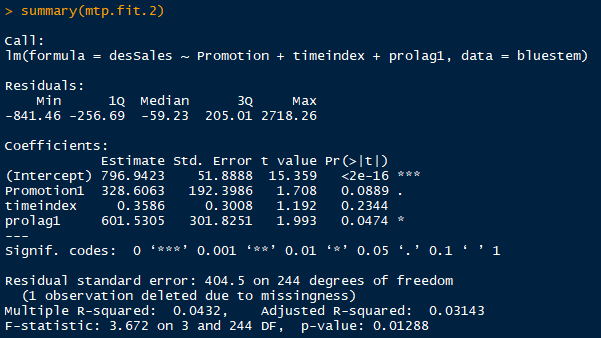 > summary(mtp.fit.2)
Call:
lm(formula = desSales ~ Promotion + timeindex + prolag1, data = bluestem)
Residuals:
Min 1Q Median 3Q Max
-841.46 -256.69 -59.23 205.01 2718.26
Coefficients:
Estimate Std. Error t value Pr(>|t|)
(Intercept) 796.9423 51.8888 15.359 <2e-16 ***
Promotion1 328.6063 192.3986 1.708 0.0889 .
timeindex 0.3586 0.3008 1.192 0.2344
prolag1 601.5305 301.8251 1.993 0.0474 *
---
Signif. codes: 0 ‘***’ 0.001 ‘**’ 0.01 ‘*’ 0.05 ‘.’ 0.1 ‘ ’ 1
Residual standard error: 404.5 on 244 degrees of freedom
(1 observation deleted due to missingness)
Multiple R-squared: 0.0432, Adjusted R-squared: 0.03143
F-statistic: 3.672 on 3 and 244 DF, p-value: 0.01288